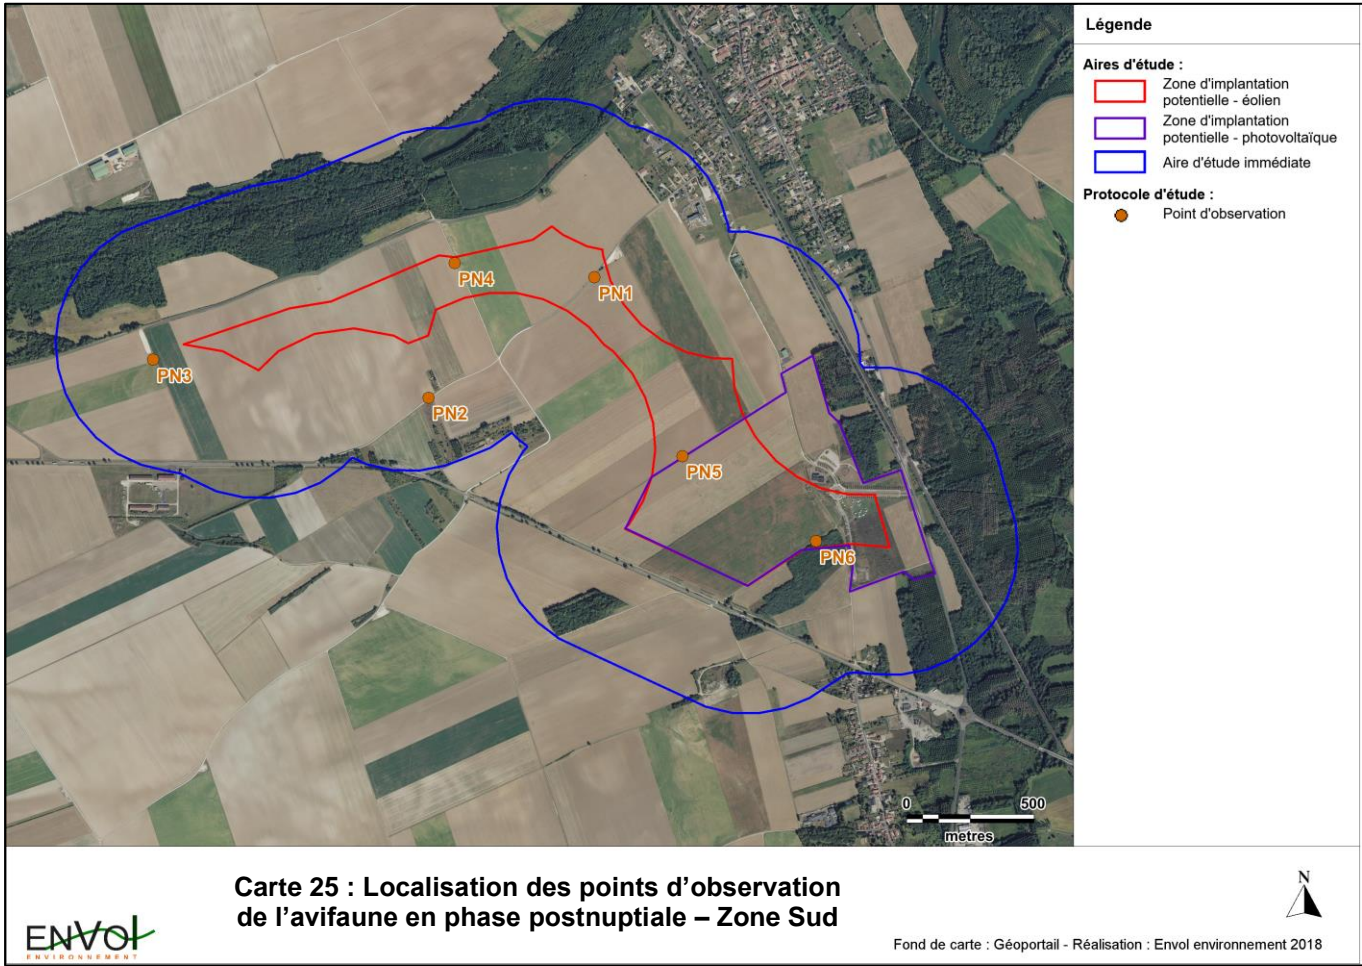 Légende
Aires d'étude :
Zone d'implantation
potentielle - éolien
Zone d'implantation
potentielle - photovoltaïque
Aire d'étude immédiate
Protocole d'étude :
Point d'observation
PN4
PN1
PN3
PN2
PN5
PN6
0 500
metres
Carte 25 : Localisation des points d’observation
de l’avifaune en phase postnuptiale – Zone Sud
N
ENVOl
ENVIRONNEMENT
Fond de carte : Géoportail - Réalisation : Envol environnement 2018